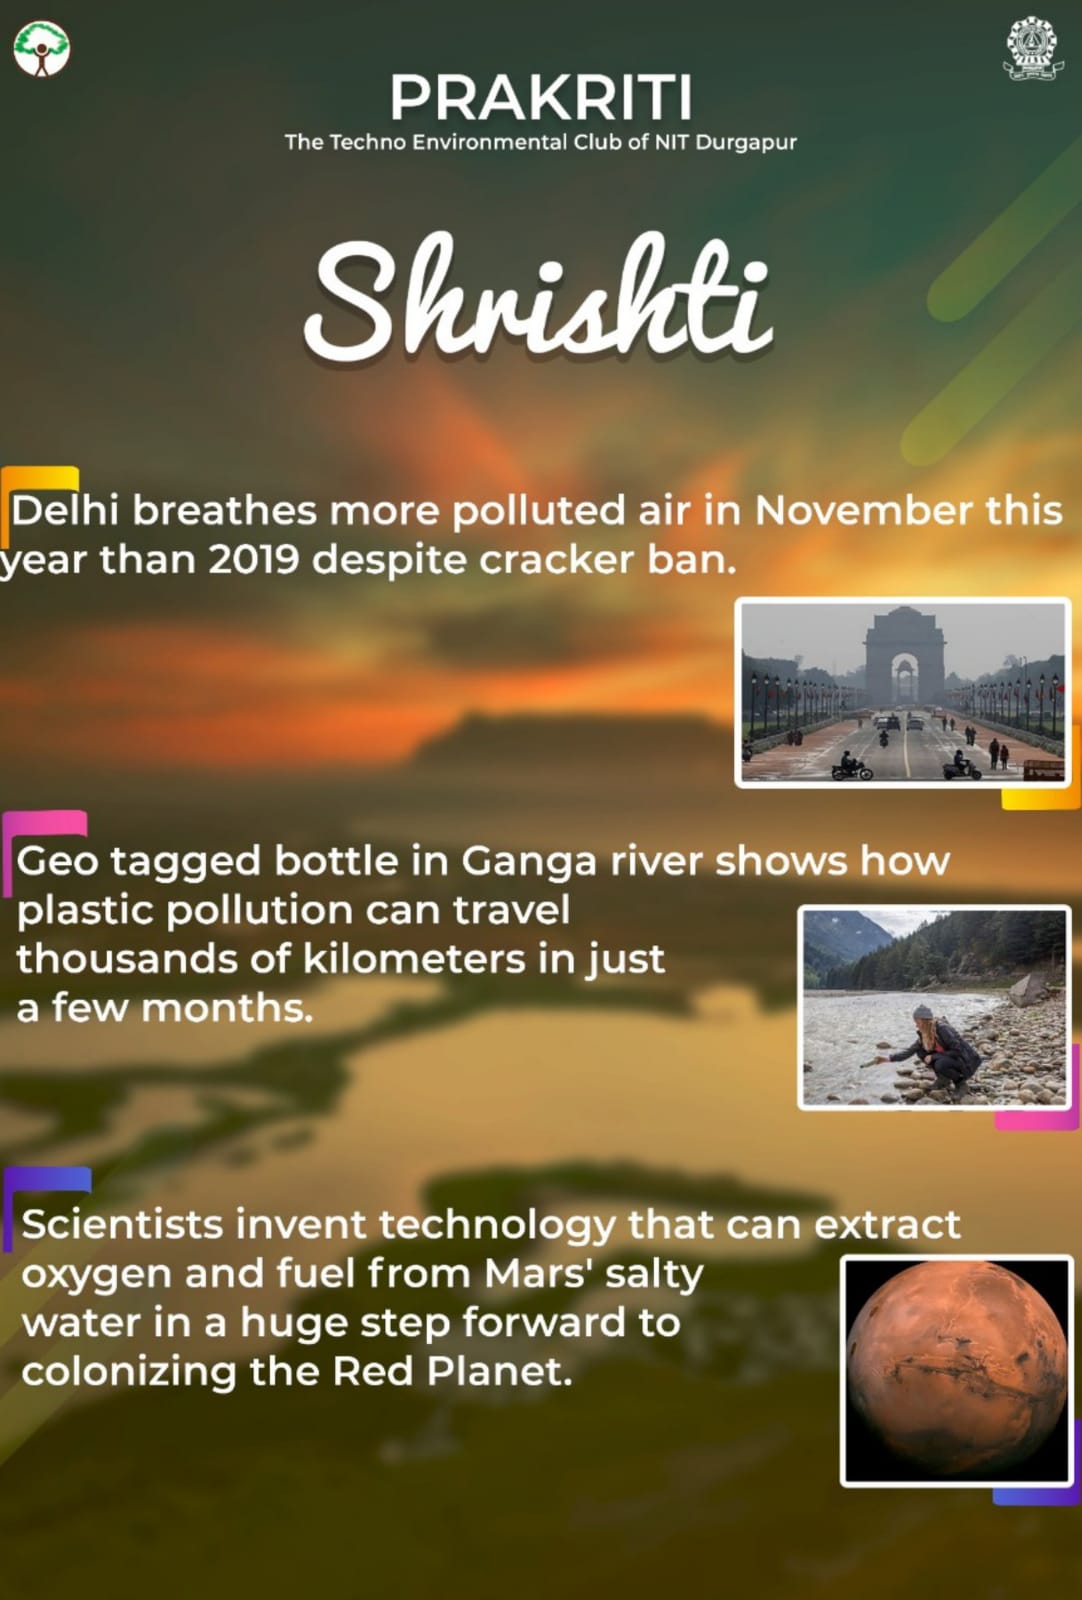 PRAKRITI
The Techno Environmental Club of NIT Durgapur
Shrishti
Delhi breathes more polluted air in November this
year than 2019 despite cracker ban.
Geo tagged bottle in Ganga river shows how
plastic pollution can travel
thousands of kilometers in just
a few months.
Scientists invent technology that can extract
oxygen and fuel from Mars' salty
water in a huge step forward to
colonizing the Red Planet.